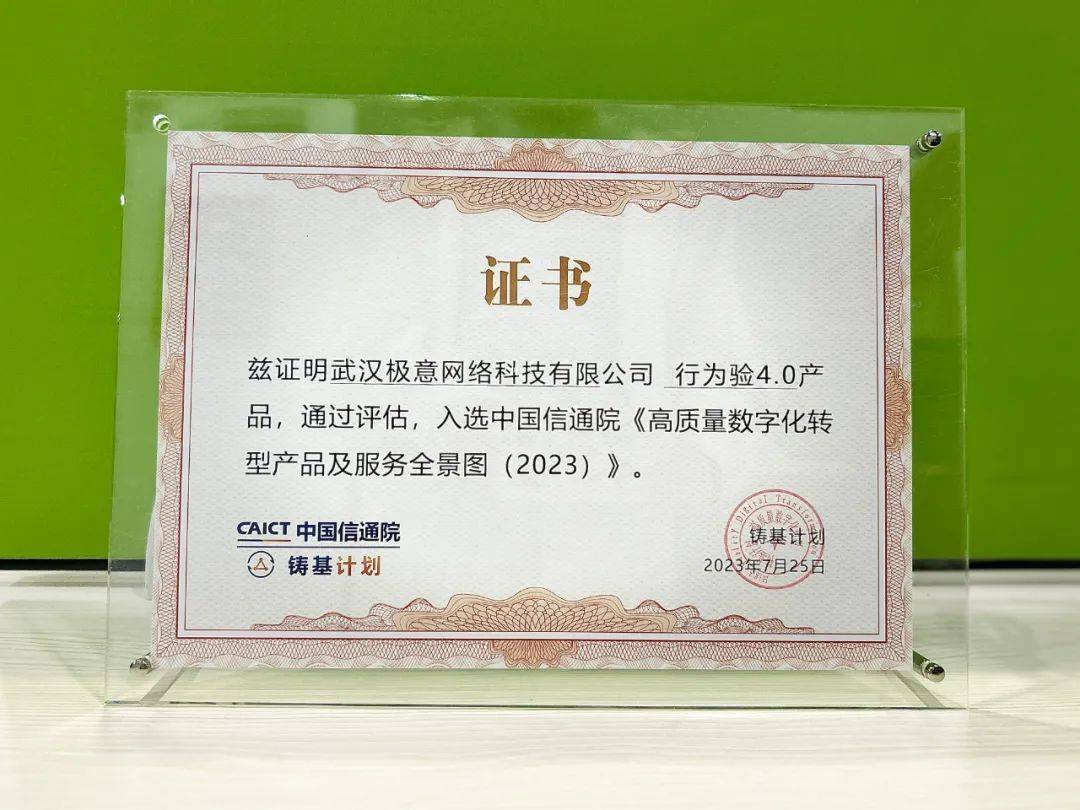 证书
兹证明武汉极意网络科技有限公司 行为验4.0产
品，通过评估，入选中国信通院《高质量数字化转
型产品及服务全景图（2023）》。
CAICT 中国信通院
铸基计划
铸基计划
2023年7月25日